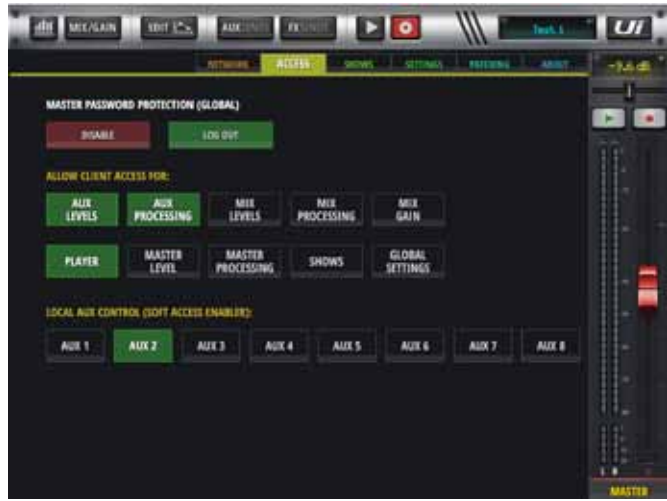 MIX/GAIN EDIT AUX SENDS FX SENDS Test. 1 Ui
NETWORK ACCESS SHOWS SETTINGS PATCHING ABOUT
MASTER PASSWORD PROTECTION (GLOBAL)
DISABLE LOG OUT
ALLOW CLIENT ACCESS FOR:
AUX LEVELS AUX PROCESSING MIX LEVELS MIX PROCESSING MIX GAIN
PLAYER MASTER LEVEL MASTER PROCESSING SHOWS GLOBAL SETTINGS
LOCAL AUX CONTROL (SOFT ACCESS ENABLER):
AUX 1 AUX 2 AUX 3 AUX 4 AUX 5 AUX 6 AUX 7 AUX 8
MASTER